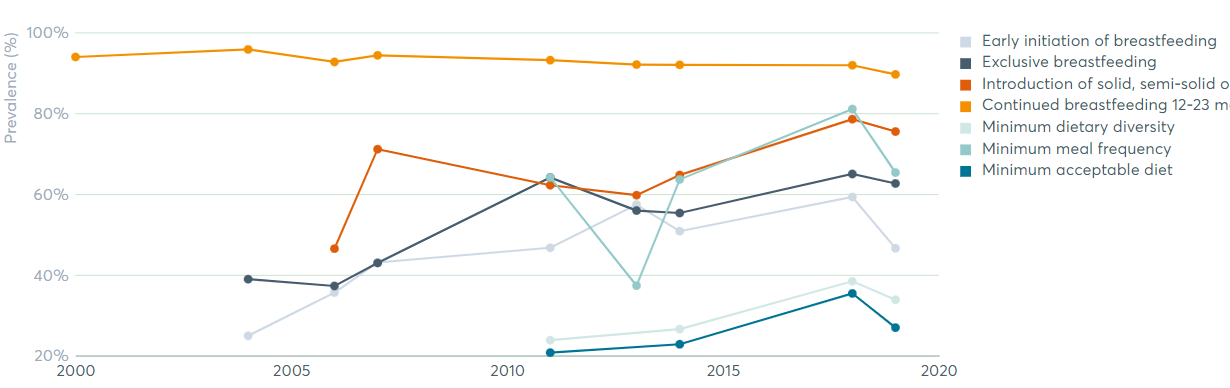 Prevalence (%)
100%
80%
60%
40%
20%
2000
2005
2010
2015
2020
Early initiation of breastfeeding
Exclusive breastfeeding
Introduction of solid, semi-solid o
Continued breastfeeding 12-23 m
Minimum dietary diversity
Minimum meal frequency
Minimum acceptable diet